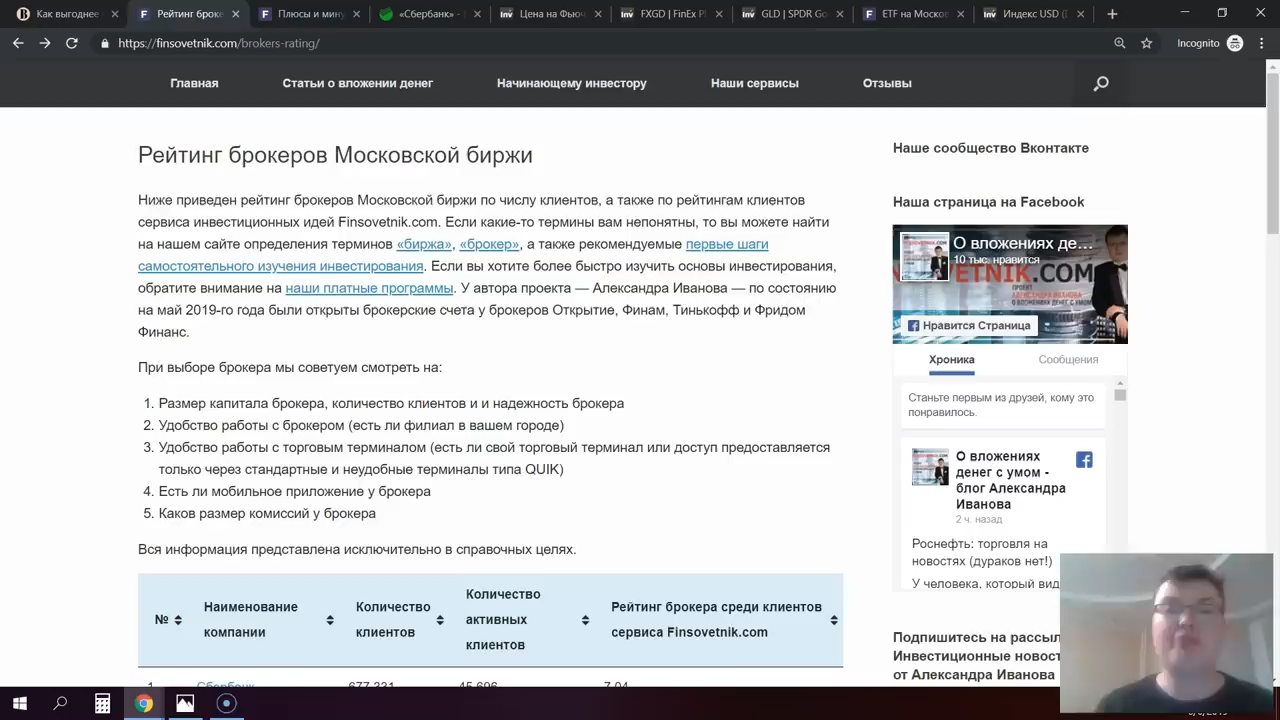 Как выгоднее
Рейтинг броке
Плюсы и мину
«Сбербанк» -
Цена на Фьюч
FXGD | FinEx P
GLD | SPDR Go
ETF на Москов
Индекс USD (
https://finsovetnik.com/brokers-rating/
Incognito
Главная
Статьи о вложении денег
Начинающему инвестору
Наши сервисы
Отзывы
Рейтинг брокеров Московской биржи
Ниже приведен рейтинг брокеров Московской биржи по числу клиентов, а также по рейтингам клиентов
сервиса инвестиционных идей Finsovetnik.com. Если какие-то термины вам непонятны, то вы можете найти
на нашем сайте определения терминов «биржа», «брокер», а также рекомендуемые первые шаги
самостоятельного изучения инвестирования. Если вы хотите более быстро изучить основы инвестирования,
обратите внимание на наши платные программы. У автора проекта — Александра Иванова — по состоянию
на май 2019-го года были открыты брокерские счета у брокеров Открытие, Финам, Тинькофф и Фридом
Финанс.
При выборе брокера мы советуем смотреть на:
1. Размер капитала брокера, количество клиентов и и надежность брокера
2. Удобство работы с брокером (есть ли филиал в вашем городе)
3. Удобство работы с торговым терминалом (есть ли свой торговый терминал или доступ предоставляется
только через стандартные и неудобные терминалы типа QUIK)
4. Есть ли мобильное приложение у брокера
5. Каков размер комиссий у брокера
Вся информация представлена исключительно в справочных целях.
№
Наименование
компании
Количество
клиентов
Количество
активных
клиентов
Рейтинг брокера среди клиентов
сервиса Finsovetnik.com
1 Сбербанк 677,331 45,696 7.04
Наше сообщество Вконтакте
Наша страница на Facebook
О вложениях де...
10 тыс. нравится
Нравится Страница
Хроника
Сообщения
Станьте первым из друзей, кому это
понравилось.
О вложениях
денег с умом -
блог Александра
Иванова
2 ч. назад
Роснефть: торговля на
новостях (дураков нет!)
У человека, который вид
Подпишитесь на рассыл
Инвестиционные новост
от Александра Иванова